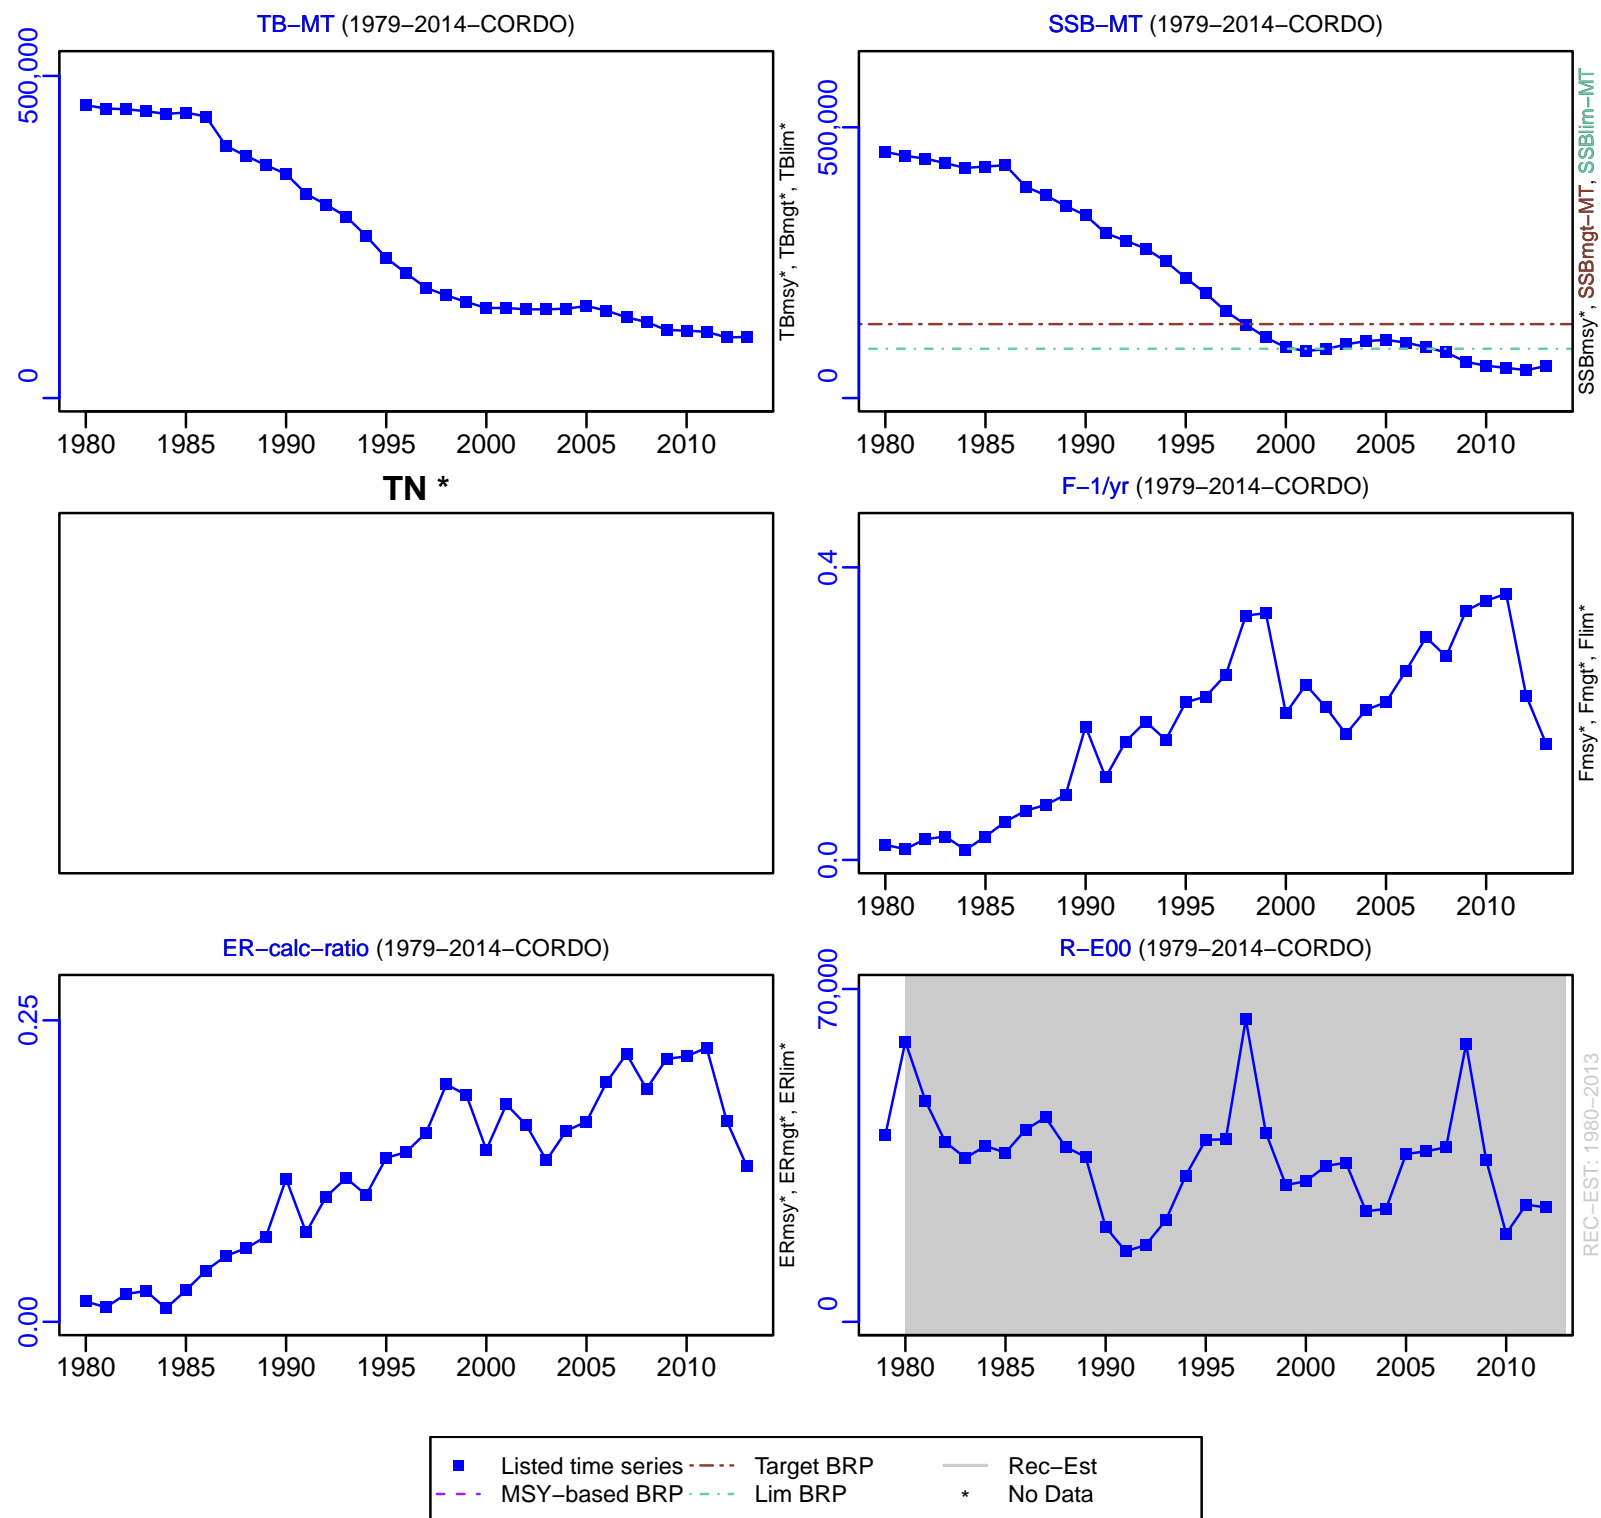 TB−MT (1979−2014−CORDO)
500,000
0
TBmsy*, TBmgt*, TBlim*
1980 1985 1990 1995 2000 2005 2010
SSB−MT (1979−2014−CORDO)
500,000
0
SSBmsy*, SSBmgt−MT, SSBlim−MT
1980 1985 1990 1995 2000 2005 2010
TN *
F−1/yr (1979−2014−CORDO)
0.4
0.0
Fmsy*, Fmgt*, Flim*
1980 1985 1990 1995 2000 2005 2010
ER−calc−ratio (1979−2014−CORDO)
0.25
0.00
ERmsy*, ERmgt*, ERlim*
1980 1985 1990 1995 2000 2005 2010
R−E00 (1979−2014−CORDO)
70,000
0
REC−EST: 1980−2013
1980 1985 1990 1995 2000 2005 2010
Listed time series Target BRP Rec−Est
MSY−based BRP Lim BRP * No Data